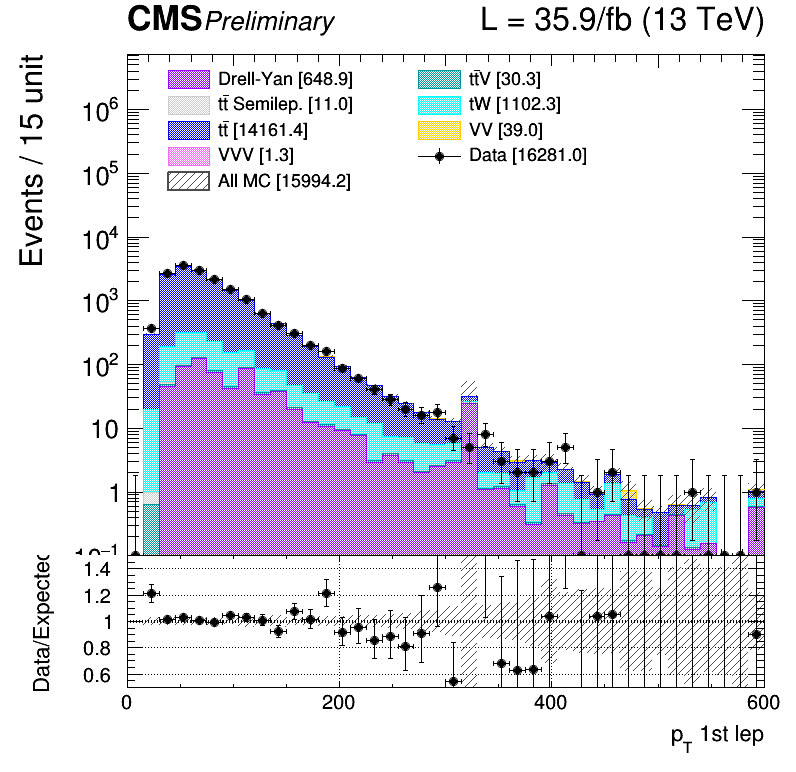 CMS Preliminary L = 35.9/fb (13 TeV)
Events / 15 unit
Drell-Yan [648.9]
tt̄ Semilep. [11.0]
tt̄ [14161.4]
VVV [1.3]
All MC [15994.2]
tt̄V [30.3]
tW [1102.3]
VV [39.0]
Data [16281.0]
10⁶
10⁵
10⁴
10³
10²
10
1
10⁻¹
Data/Expected
1.4
1.2
1
0.8
0.6
0 200 400 600
p_T 1st lep